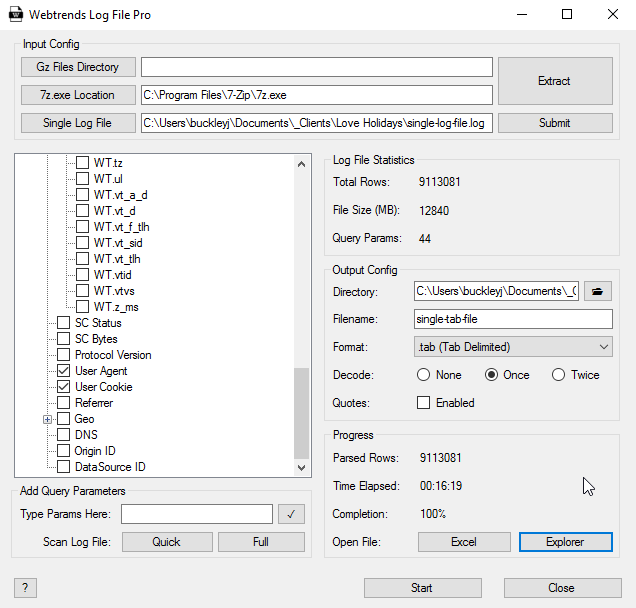 Webtrends Log File Pro
Input Config
Gz Files Directory
Extract
7z.exe Location C:\Program Files\7-Zip\7z.exe
Single Log File C:\Users\buckleyj\Documents\_Clients\Love Holidays\single-log-file.log Submit
WT.tz
WT.ul
WT.vt_a_d
WT.vt_d
WT.vt_f_tlh
WT.vt_sid
WT.vt_tlh
WT.vtid
WT.vtvs
WT.z_ms
SC Status
SC Bytes
Protocol Version
User Agent
User Cookie
Referrer
Geo
DNS
Origin ID
DataSource ID
Add Query Parameters
Type Params Here: ✓
Scan Log File: Quick Full
Log File Statistics
Total Rows: 9113081
File Size (MB): 12840
Query Params: 44
Output Config
Directory: C:\Users\buckleyj\Documents\_C
Filename: single-tab-file
Format: .tab (Tab Delimited)
Decode: None Once Twice
Quotes: Enabled
Progress
Parsed Rows: 9113081
Time Elapsed: 00:16:19
Completion: 100%
Open File: Excel Explorer
? Start Close